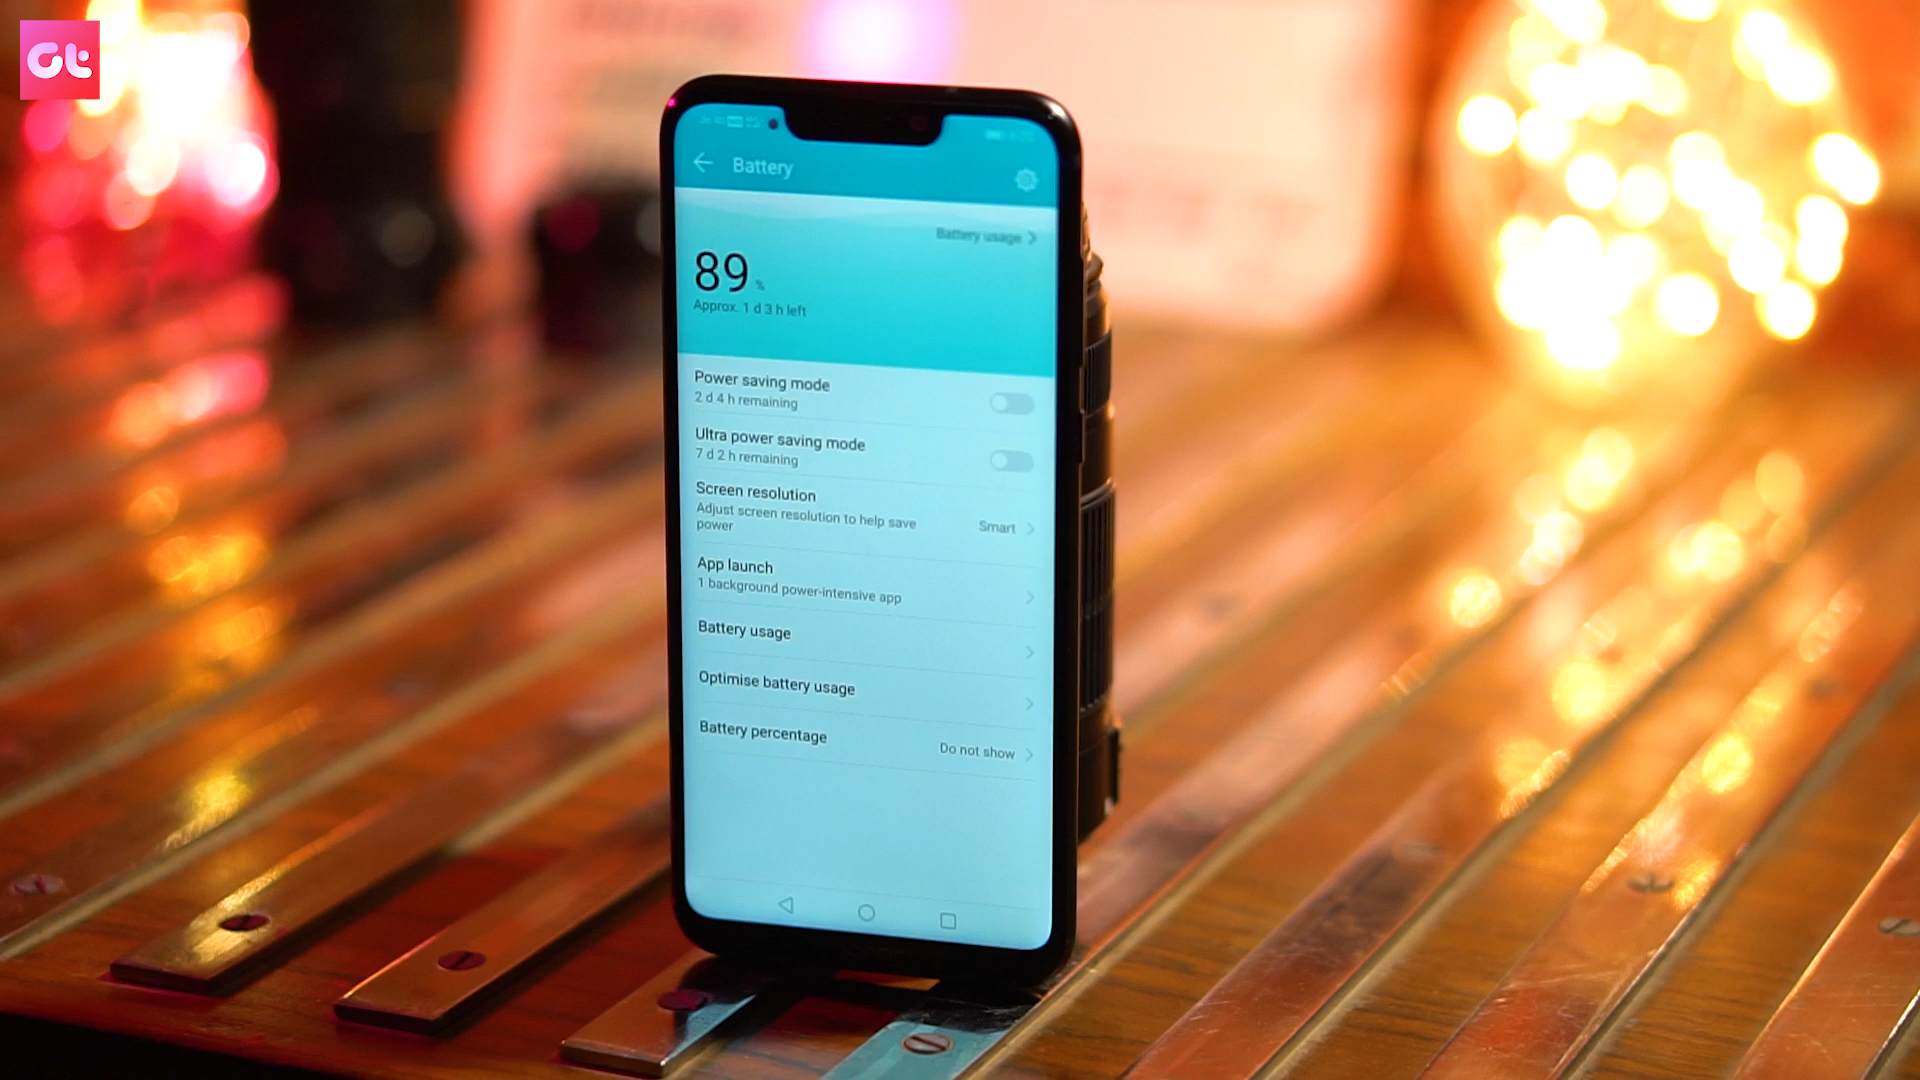 Gt
Battery
Battery usage
89 %
Approx. 1 d 3 h left
Power saving mode
2 d 4 h remaining
Ultra power saving mode
7 d 2 h remaining
Screen resolution
Adjust screen resolution to help save
power
Smart
App launch
1 background power-intensive app
Battery usage
Optimise battery usage
Battery percentage
Do not show